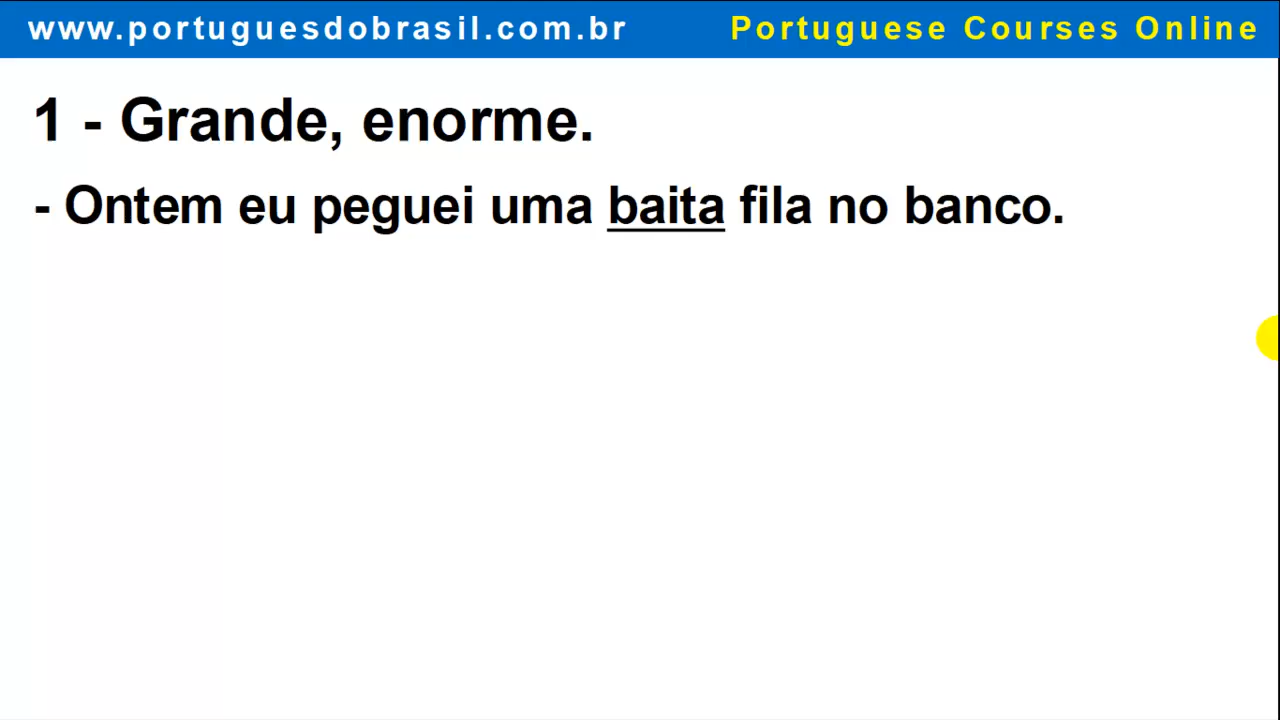 www.portuguesdobrasil.com.br Portuguese Courses Online
1 - Grande, enorme.
- Ontem eu peguei uma baita fila no banco.